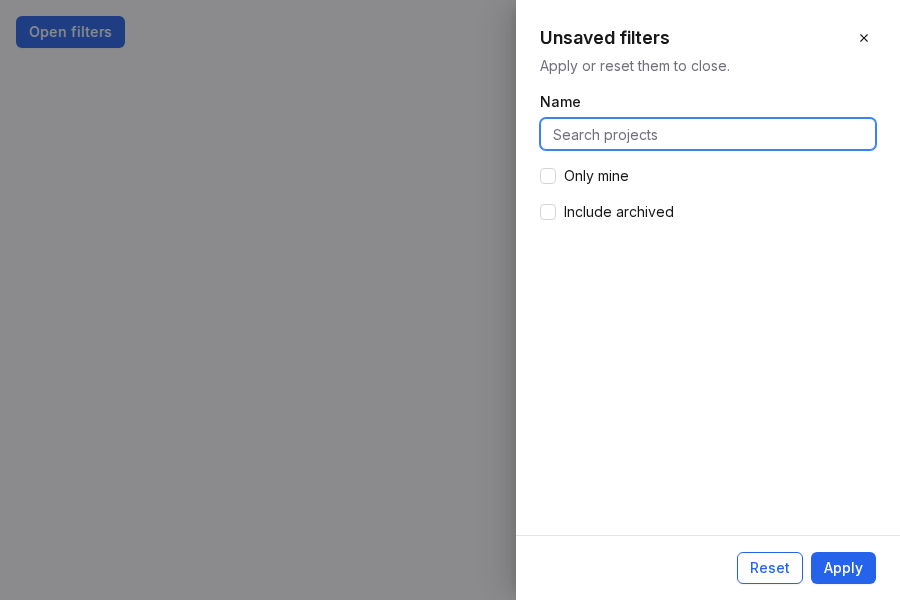 Open filters
Unsaved filters
Apply or reset them to close.
Name
Search projects
Only mine
Include archived
Reset
Apply